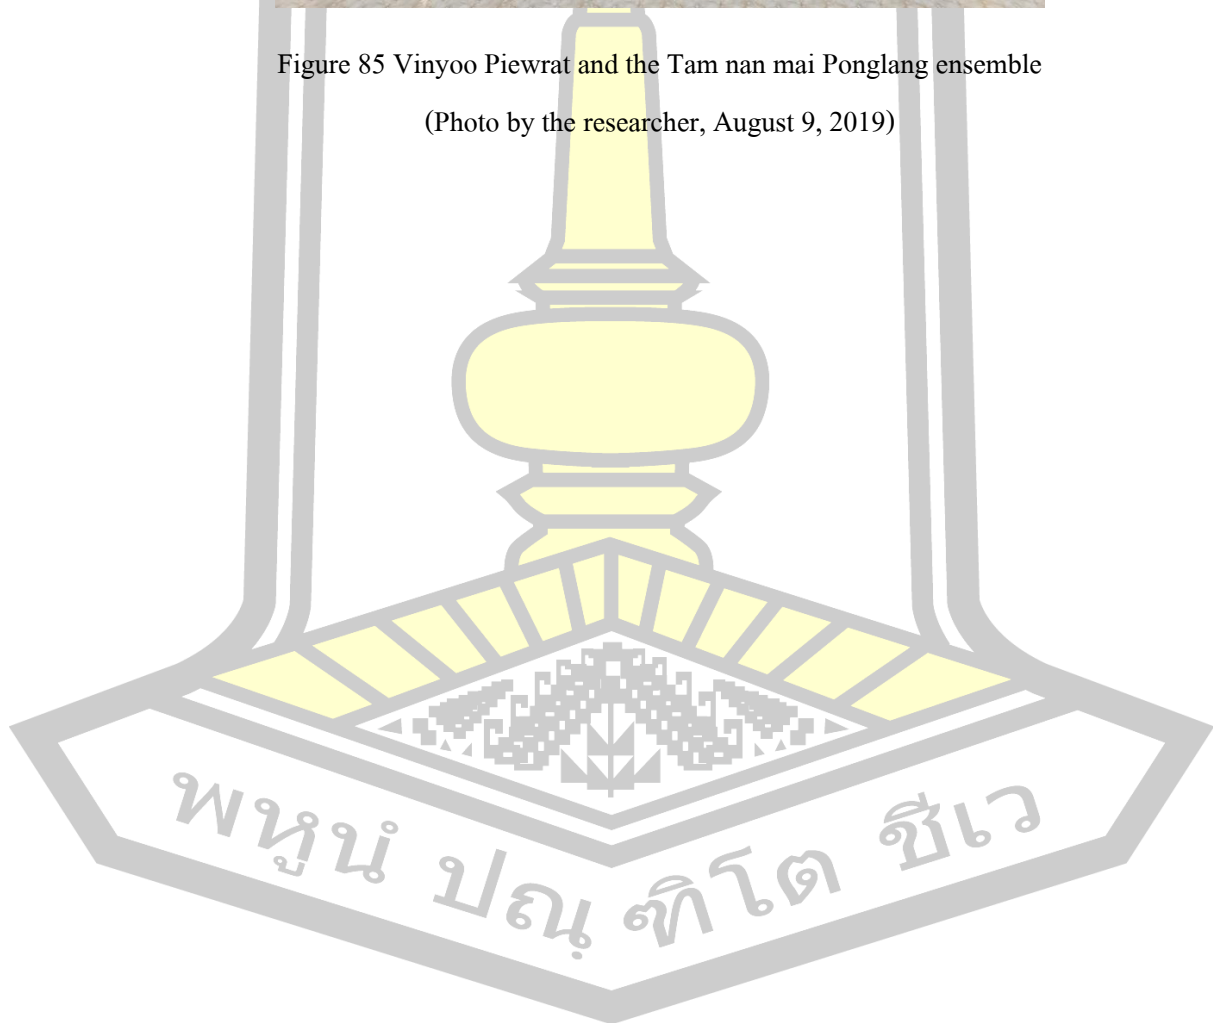 Figure 85 Vinyoo Piewrat and the Tam nan mai Ponglang ensemble
(Photo by the researcher, August 9, 2019)
พหูนํ ปณฺฑิโต ชีเว